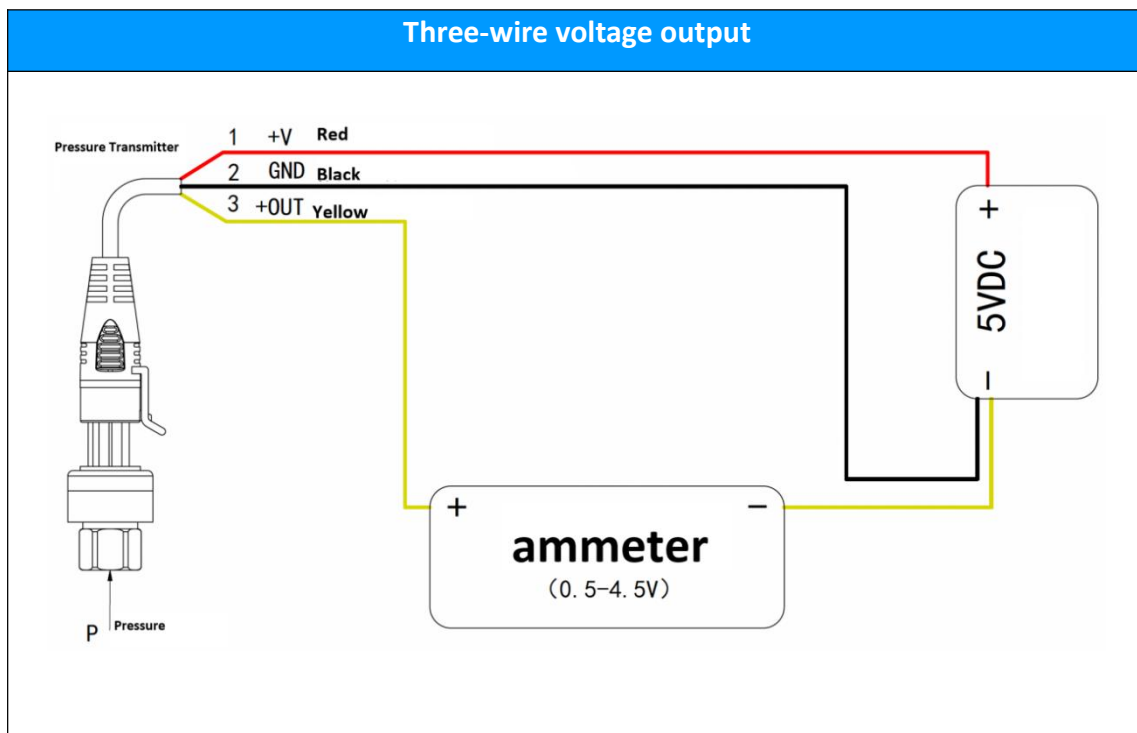 Three-wire voltage output
Pressure Transmitter
1 +V Red
2 GND Black
3 +OUT Yellow
+
5VDC
−
+ −
ammeter
(0.5-4.5V)
P Pressure